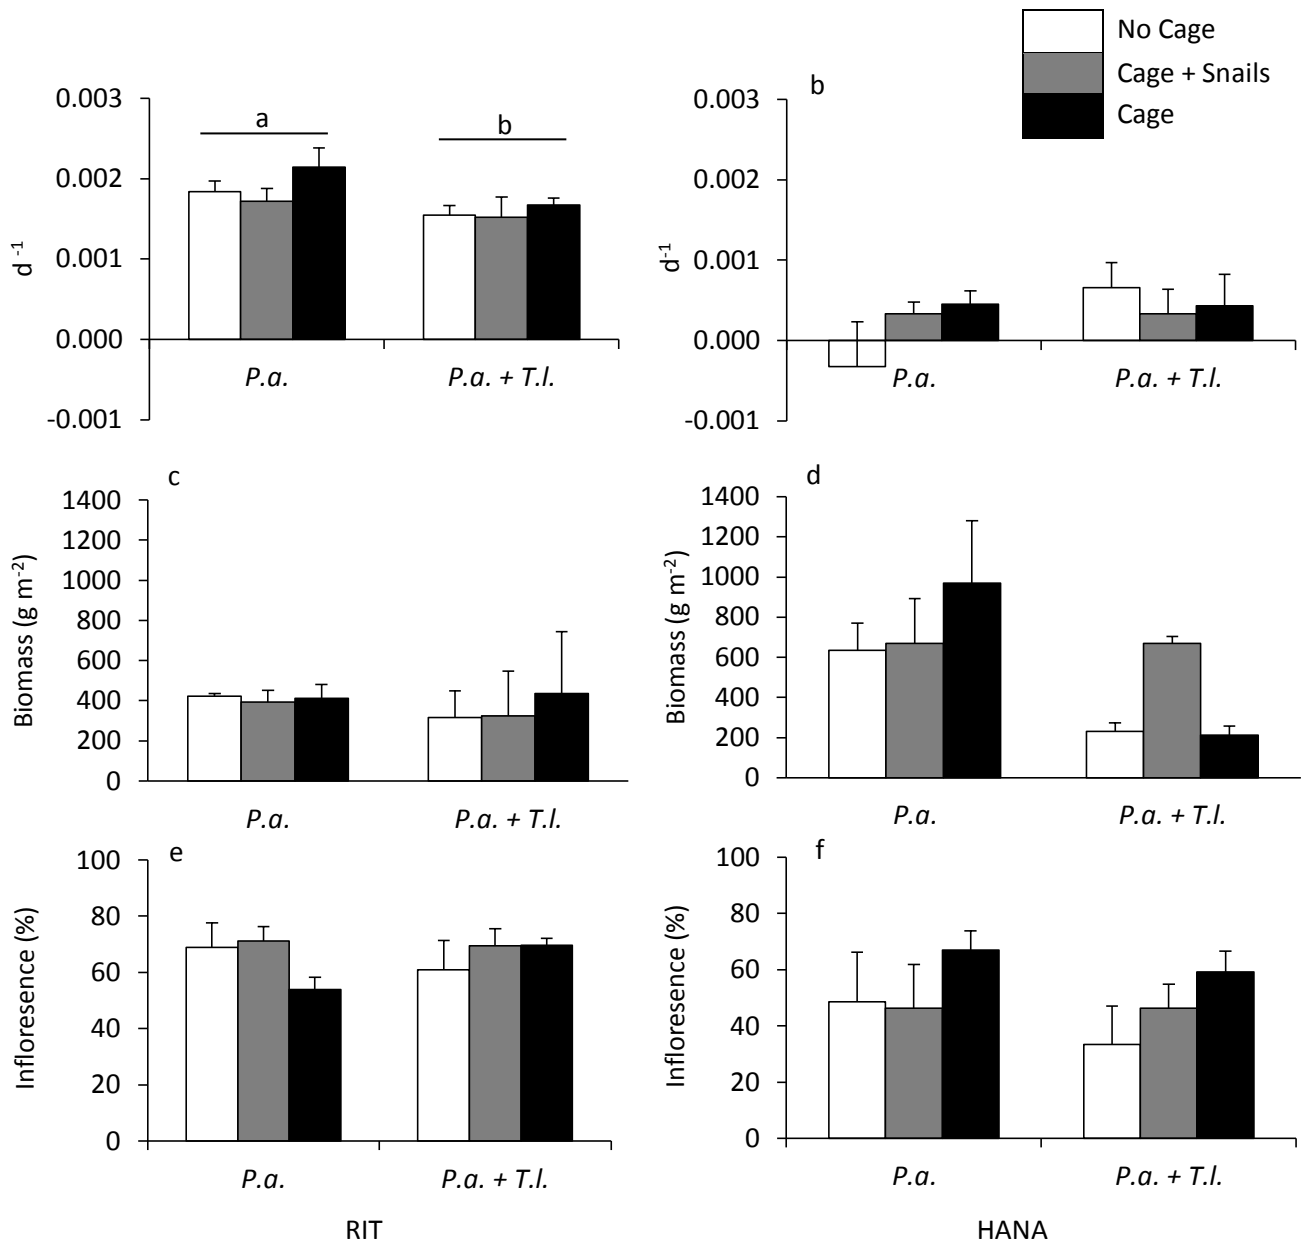 No Cage
Cage + Snails
Cage
0.003
0.002
0.001
0.000
-0.001
d -1
a
b
P.a.
P.a. + T.l.
b
0.003
0.002
0.001
0.000
-0.001
d-1
P.a.
P.a. + T.l.
c
1400
1200
1000
800
600
400
200
0
Biomass (g m-2)
P.a.
P.a. + T.l.
d
1400
1200
1000
800
600
400
200
0
Biomass (g m-2)
P.a.
P.a. + T.l.
e
100
80
60
40
20
0
Infloresence (%)
P.a.
P.a. + T.l.
RIT
f
100
80
60
40
20
0
Infloresence (%)
P.a.
P.a. + T.l.
HANA